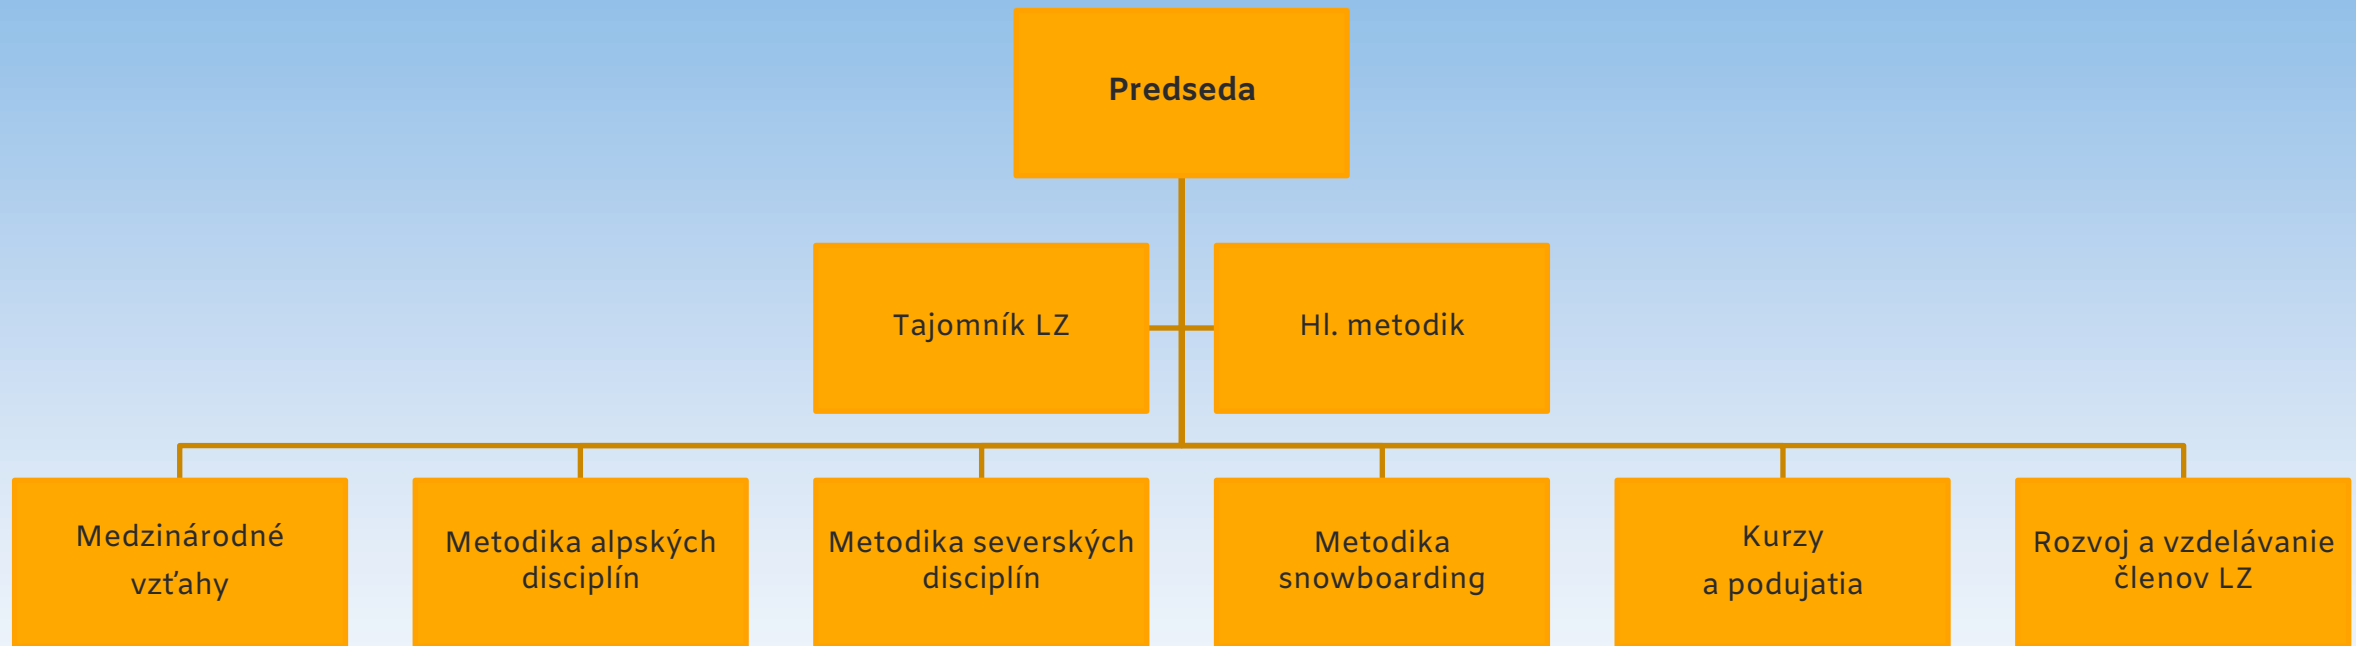 Predseda
Tajomník LZ
Hl. metodik
Medzinárodné
vzťahy
Metodika alpských
disciplín
Metodika severských
disciplín
Metodika
snowboarding
Kurzy
a podujatia
Rozvoj a vzdelávanie
členov LZ